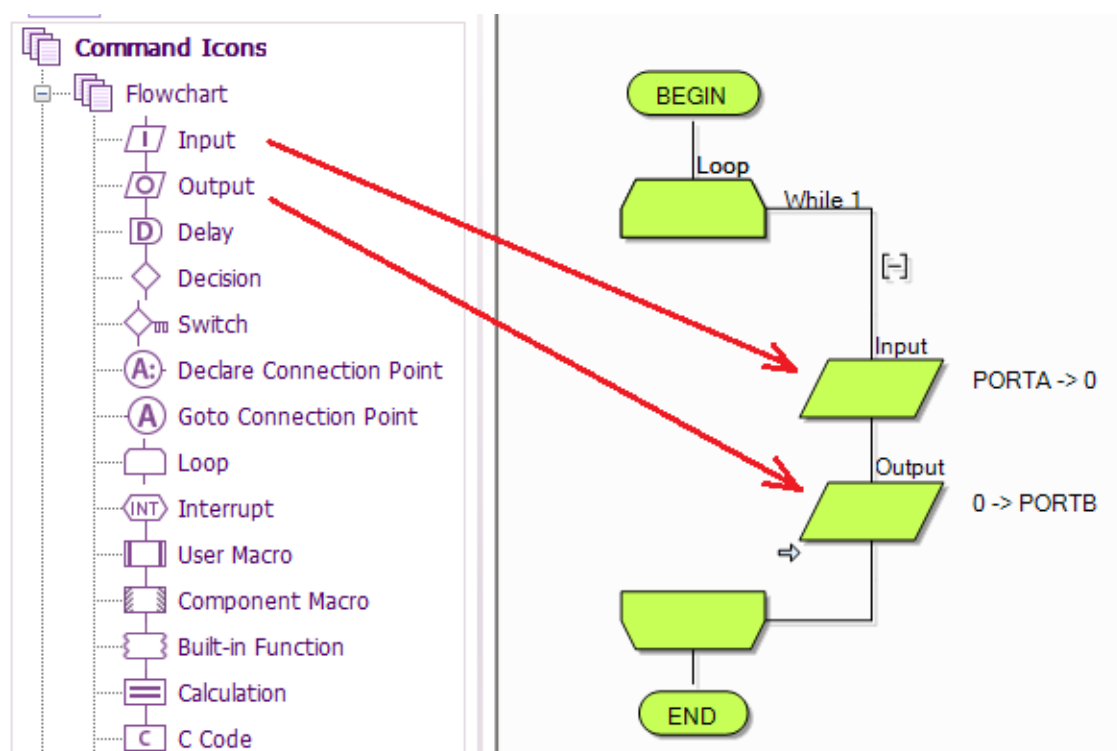 Command Icons
Flowchart
I Input
O Output
D Delay
Decision
Switch
A: Declare Connection Point
A Goto Connection Point
Loop
INT Interrupt
User Macro
Component Macro
Built-in Function
Calculation
C C Code
BEGIN
Loop
While 1
[-]
Input
PORTA -> 0
Output
0 -> PORTB
END